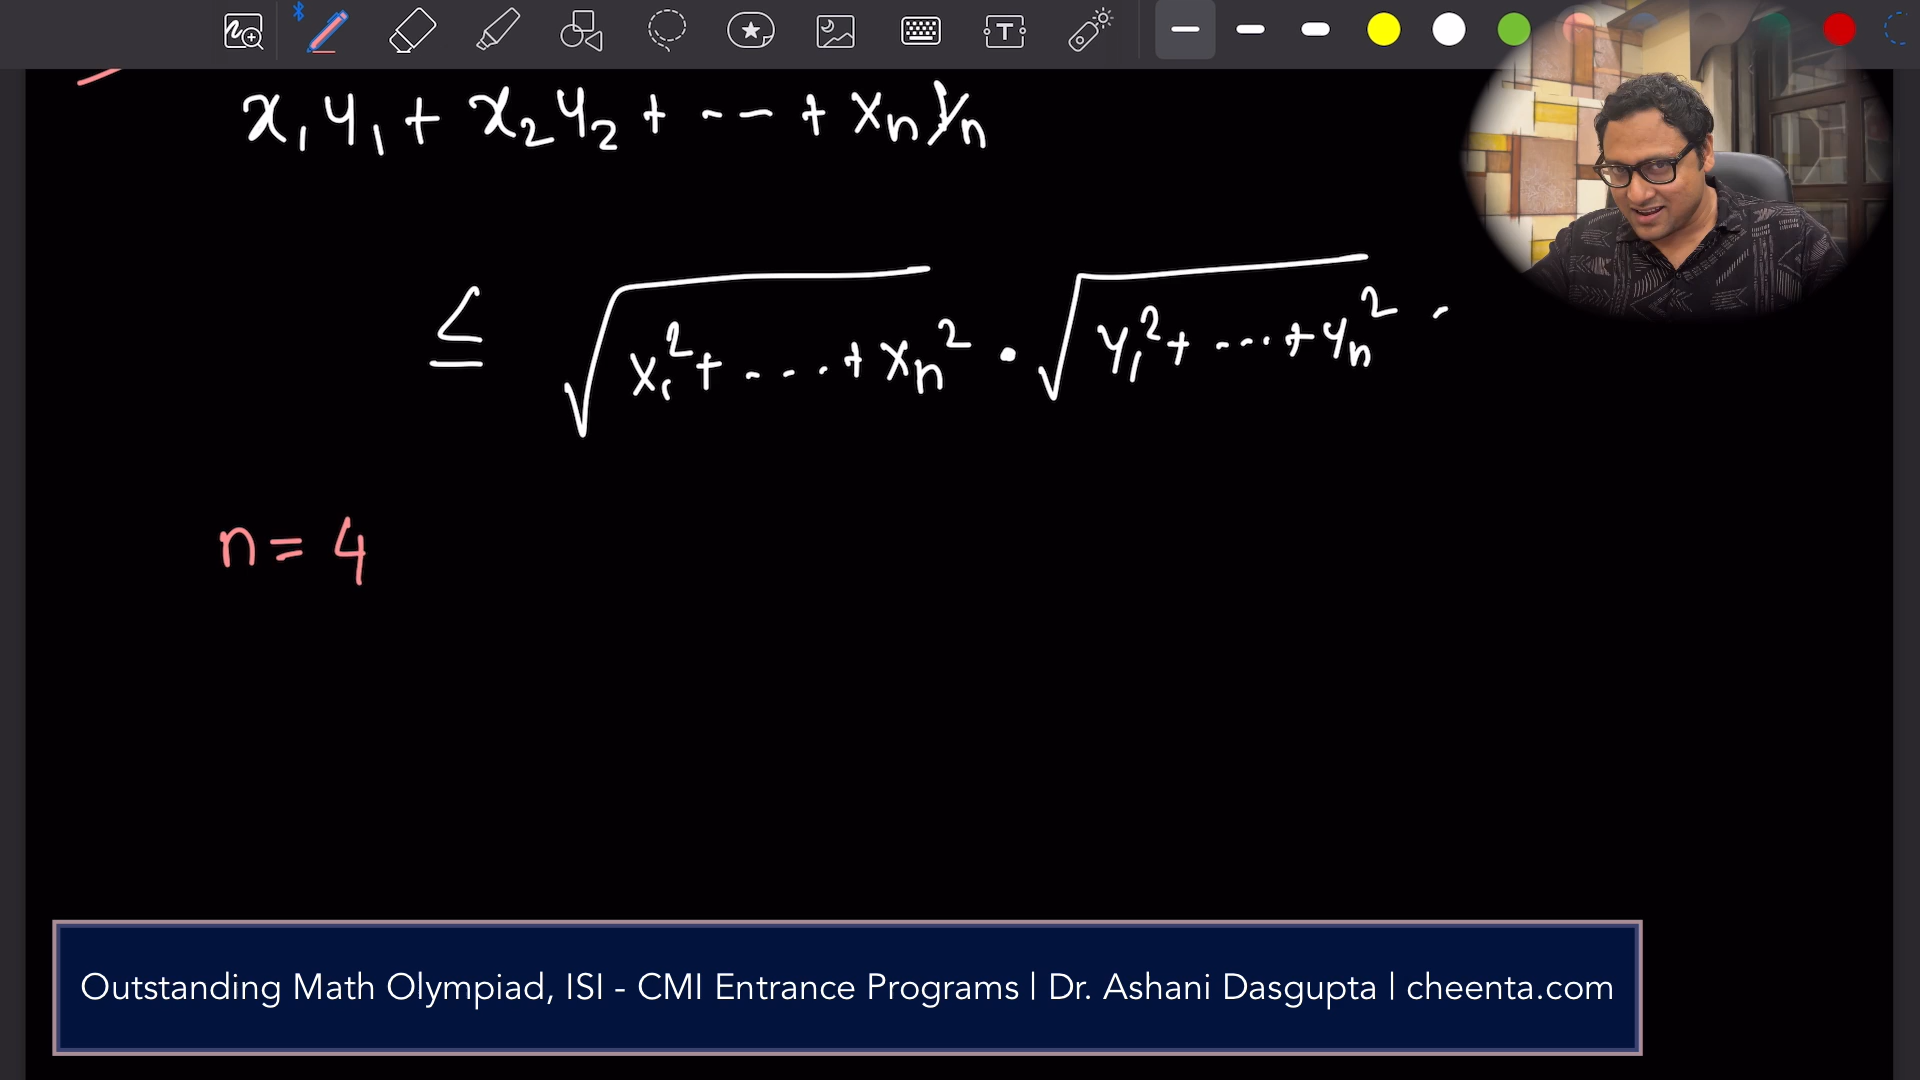 x₁y₁ + x₂y₂ + --- + xₙyₙ
≤ √(x₁² + .... + xₙ²) • √(y₁² + .... + yₙ²) .
n = 4
Outstanding Math Olympiad, ISI - CMI Entrance Programs | Dr. Ashani Dasgupta | cheenta.com